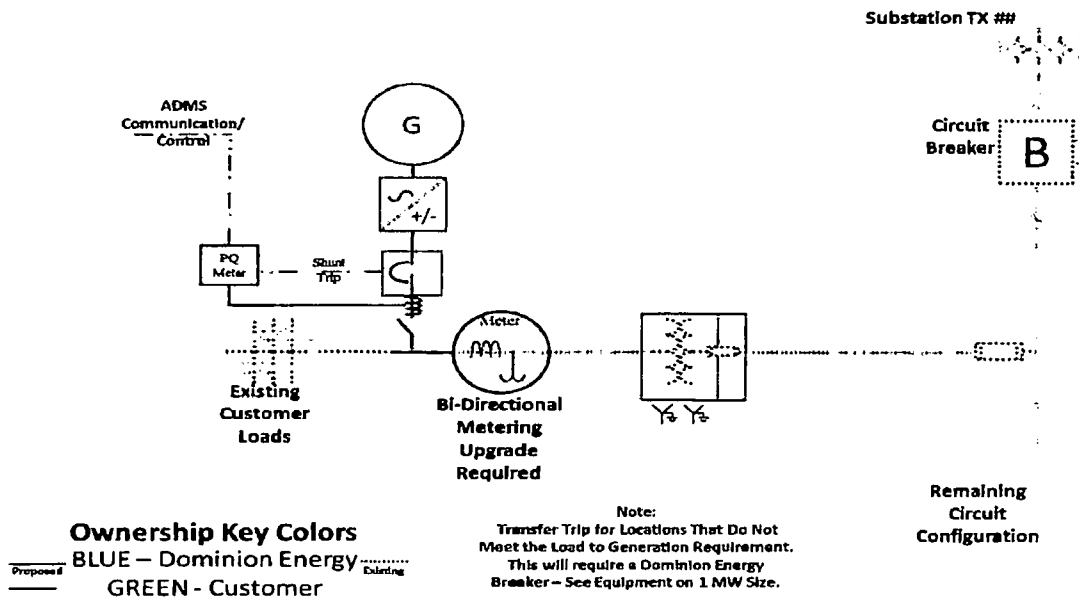 Substation TX ##
ADMS
Communication/
Control
G
Circuit
Breaker
B
+/-
PQ
Meter
Shunt
Trip
Meter
Existing
Customer
Loads
Bi-Directional
Metering
Upgrade
Required
Remaining
Circuit
Configuration
Ownership Key Colors
Proposed BLUE – Dominion Energy Existing
GREEN - Customer
Note:
Transfer Trip for Locations That Do Not
Meet the Load to Generation Requirement.
This will require a Dominion Energy
Breaker – See Equipment on 1 MW Size.